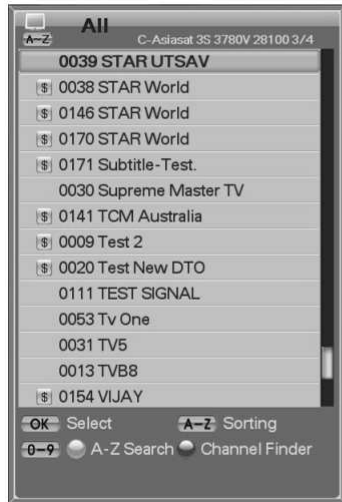 All
A-Z C-Asiasat 3S 3780V 28100 3/4
0039 STAR UTSAV
$ 0038 STAR World
$ 0146 STAR World
$ 0170 STAR World
$ 0171 Subtitle-Test.
0030 Supreme Master TV
$ 0141 TCM Australia
$ 0009 Test 2
$ 0020 Test New DTO
0111 TEST SIGNAL
0053 Tv One
0031 TV5
0013 TVB8
$ 0154 VIJAY
OK Select A-Z Sorting
0-9 A-Z Search Channel Finder